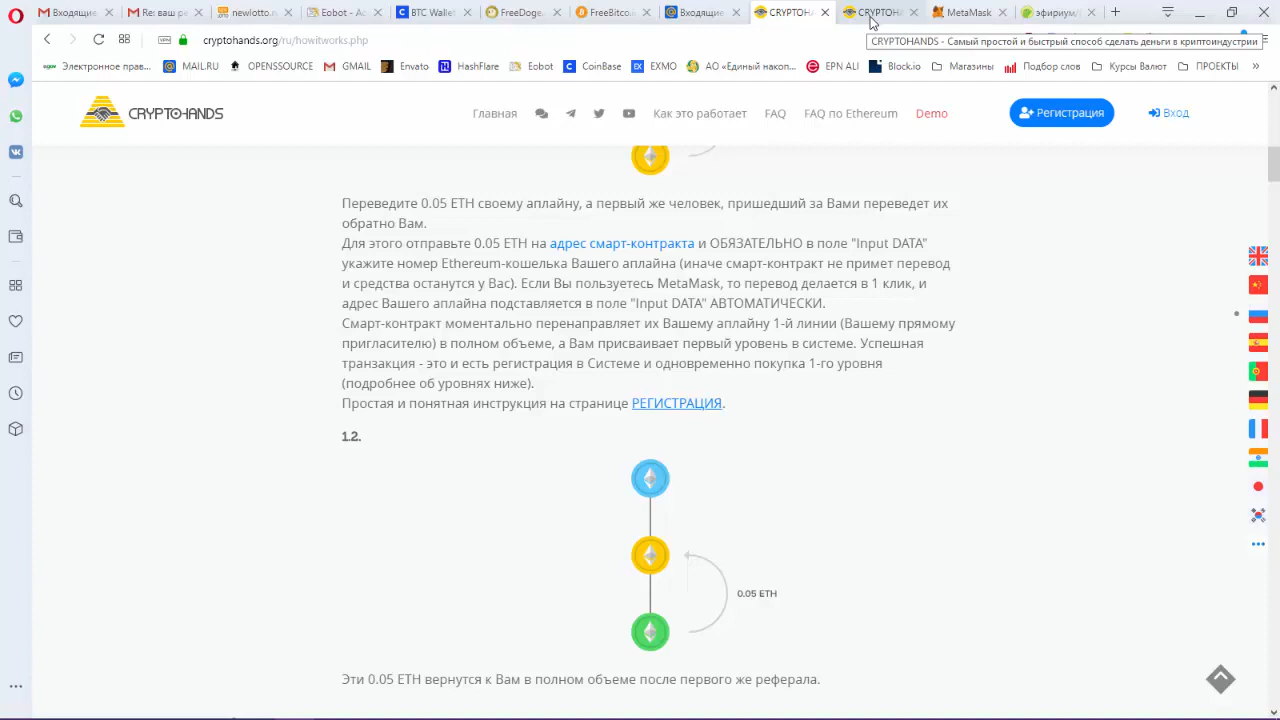 Входящие
Re: ваш р
newlotto.r
Eobot - Ac
BTC Walle
FreeDoge.
FreeBitco
Входящие
CRYPTOHA
CRYPTOHA
MetaMask
эфириум/
cryptohands.org/ru/howitworks.php
CRYPTOHANDS - Самый простой и быстрый способ сделать деньги в криптоиндустрии
Электронное прав...
MAIL.RU
OPENSSOURCE
GMAIL
Envato
HashFlare
Eobot
CoinBase
EXMO
АО «Единый накоп...
EPN ALI
Block.io
Магазины
Подбор слов
Курсы Валют
ПРОЕКТЫ
CRYPTOHANDS
Главная
Как это работает
FAQ
FAQ по Ethereum
Demo
Регистрация
Вход
Переведите 0.05 ETH своему аплайну, а первый же человек, пришедший за Вами переведет их
обратно Вам.
Для этого отправьте 0.05 ETH на адрес смарт-контракта и ОБЯЗАТЕЛЬНО в поле "Input DATA"
укажите номер Ethereum-кошелька Вашего аплайна (иначе смарт-контракт не примет перевод
и средства останутся у Вас). Если Вы пользуетесь MetaMask, то перевод делается в 1 клик, и
адрес Вашего аплайна подставляется в поле "Input DATA" АВТОМАТИЧЕСКИ.
Смарт-контракт моментально перенаправляет их Вашему аплайну 1-й линии (Вашему прямому
пригласителю) в полном объеме, а Вам присваивает первый уровень в системе. Успешная
транзакция - это и есть регистрация в Системе и одновременно покупка 1-го уровня
(подробнее об уровнях ниже).
Простая и понятная инструкция на странице РЕГИСТРАЦИЯ.
1.2.
0.05 ETH
Эти 0.05 ETH вернутся к Вам в полном объеме после первого же реферала.